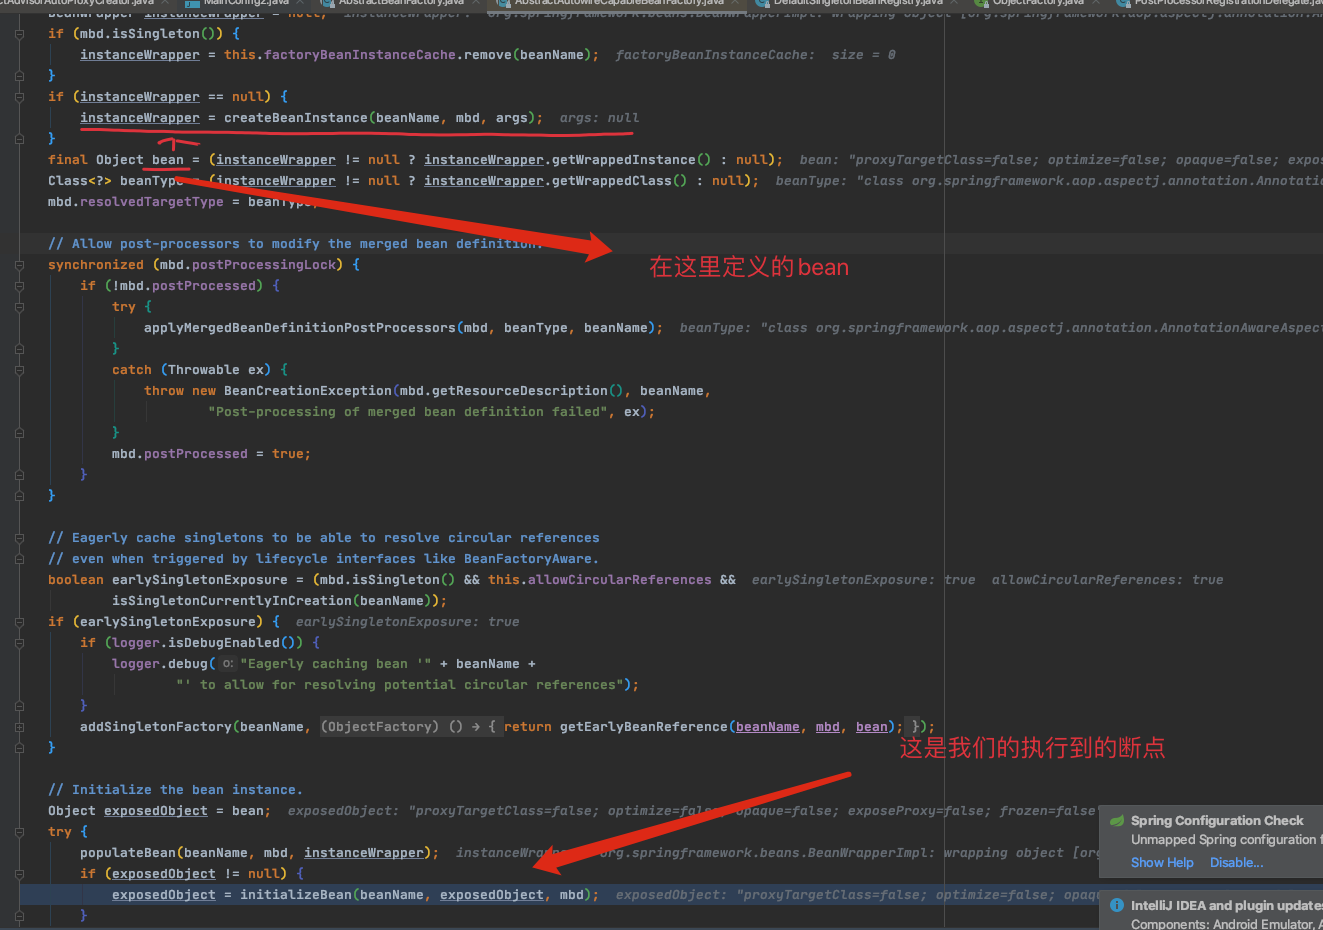 ctAdvisorAutoProxyCreator.java MainConfig2.java AbstractBeanFactory.java AbstractAutowireCapableBeanFactory.java DefaultSingletonBeanRegistry.java ObjectFactory.java PostProcessorRegistrationDelegate.jav
BeanWrapper instanceWrapper = null; instanceWrapper: "org.springframework.beans.BeanWrapperImpl: wrapping object [org.springframework.aop.aspectj.annotation.An
if (mbd.isSingleton()) {
instanceWrapper = this.factoryBeanInstanceCache.remove(beanName); factoryBeanInstanceCache: size = 0
}
if (instanceWrapper == null) {
instanceWrapper = createBeanInstance(beanName, mbd, args); args: null
}
final Object bean = (instanceWrapper != null ? instanceWrapper.getWrappedInstance() : null); bean: "proxyTargetClass=false; optimize=false; opaque=false; expos
Class<?> beanType = (instanceWrapper != null ? instanceWrapper.getWrappedClass() : null); beanType: "class org.springframework.aop.aspectj.annotation.Annotatio
mbd.resolvedTargetType = beanType;
// Allow post-processors to modify the merged bean definition.
在这里定义的bean
synchronized (mbd.postProcessingLock) {
if (!mbd.postProcessed) {
try {
applyMergedBeanDefinitionPostProcessors(mbd, beanType, beanName); beanType: "class org.springframework.aop.aspectj.annotation.AnnotationAwareAspec
}
catch (Throwable ex) {
throw new BeanCreationException(mbd.getResourceDescription(), beanName,
"Post-processing of merged bean definition failed", ex);
}
mbd.postProcessed = true;
}
}
// Eagerly cache singletons to be able to resolve circular references
// even when triggered by lifecycle interfaces like BeanFactoryAware.
boolean earlySingletonExposure = (mbd.isSingleton() && this.allowCircularReferences && earlySingletonExposure: true allowCircularReferences: true
isSingletonCurrentlyInCreation(beanName));
if (earlySingletonExposure) { earlySingletonExposure: true
if (logger.isDebugEnabled()) {
logger.debug( o: "Eagerly caching bean '" + beanName +
"' to allow for resolving potential circular references");
}
addSingletonFactory(beanName, (ObjectFactory) () → { return getEarlyBeanReference(beanName, mbd, bean); });
}
这是我们的执行到的断点
// Initialize the bean instance.
Object exposedObject = bean; exposedObject: "proxyTargetClass=false; optimize=false; opaque=false; exposeProxy=false; frozen=false"
try {
populateBean(beanName, mbd, instanceWrapper); instanceWrapper: "org.springframework.beans.BeanWrapperImpl: wrapping object [org
if (exposedObject != null) {
exposedObject = initializeBean(beanName, exposedObject, mbd); exposedObject: "proxyTargetClass=false; optimize=false; opaq
}
Spring Configuration Check
Unmapped Spring configuration f
Show Help Disable...
IntelliJ IDEA and plugin updates
Components: Android Emulator, A